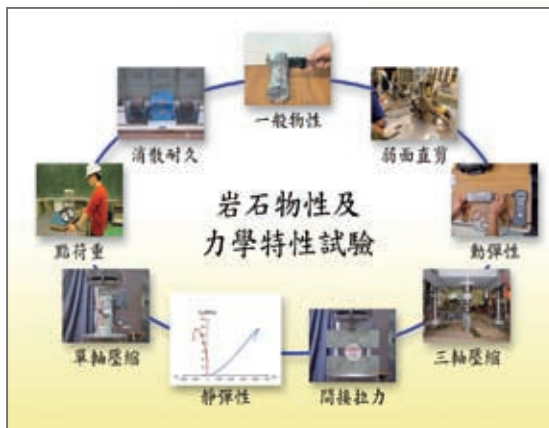 一般物性
消散耐久
弱面直剪
岩石物性及
力學特性試驗
點荷重
動彈性
單軸壓縮
三軸壓縮
靜彈性
間接拉力